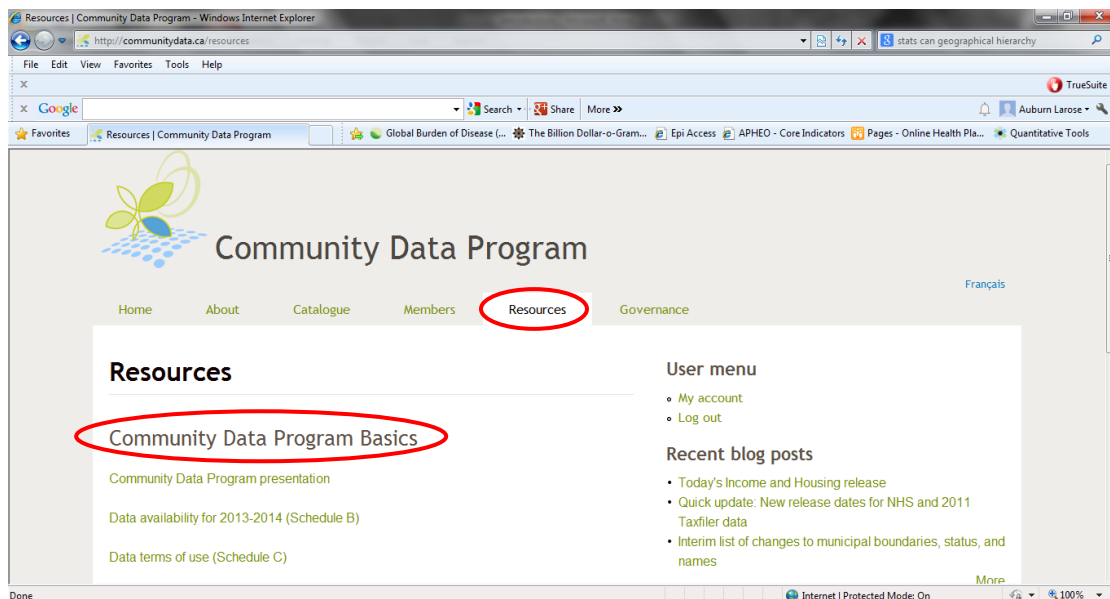 Resources | Community Data Program - Windows Internet Explorer
http://communitydata.ca/resources
stats can geographical hierarchy
File Edit View Favorites Tools Help
x
TrueSuite
x Google
Search Share More »
Auburn Larose
Favorites
Resources | Community Data Program
Global Burden of Disease (... The Billion Dollar-o-Gram... Epi Access APHEO - Core Indicators Pages - Online Health Pla... Quantitative Tools
Community Data Program
Français
Home About Catalogue Members Resources Governance
Resources
Community Data Program Basics
Community Data Program presentation
Data availability for 2013-2014 (Schedule B)
Data terms of use (Schedule C)
User menu
My account
Log out
Recent blog posts
• Today's Income and Housing release
• Quick update: New release dates for NHS and 2011
Taxfiler data
• Interim list of changes to municipal boundaries, status, and
names
More
Done
Internet | Protected Mode: On
100%